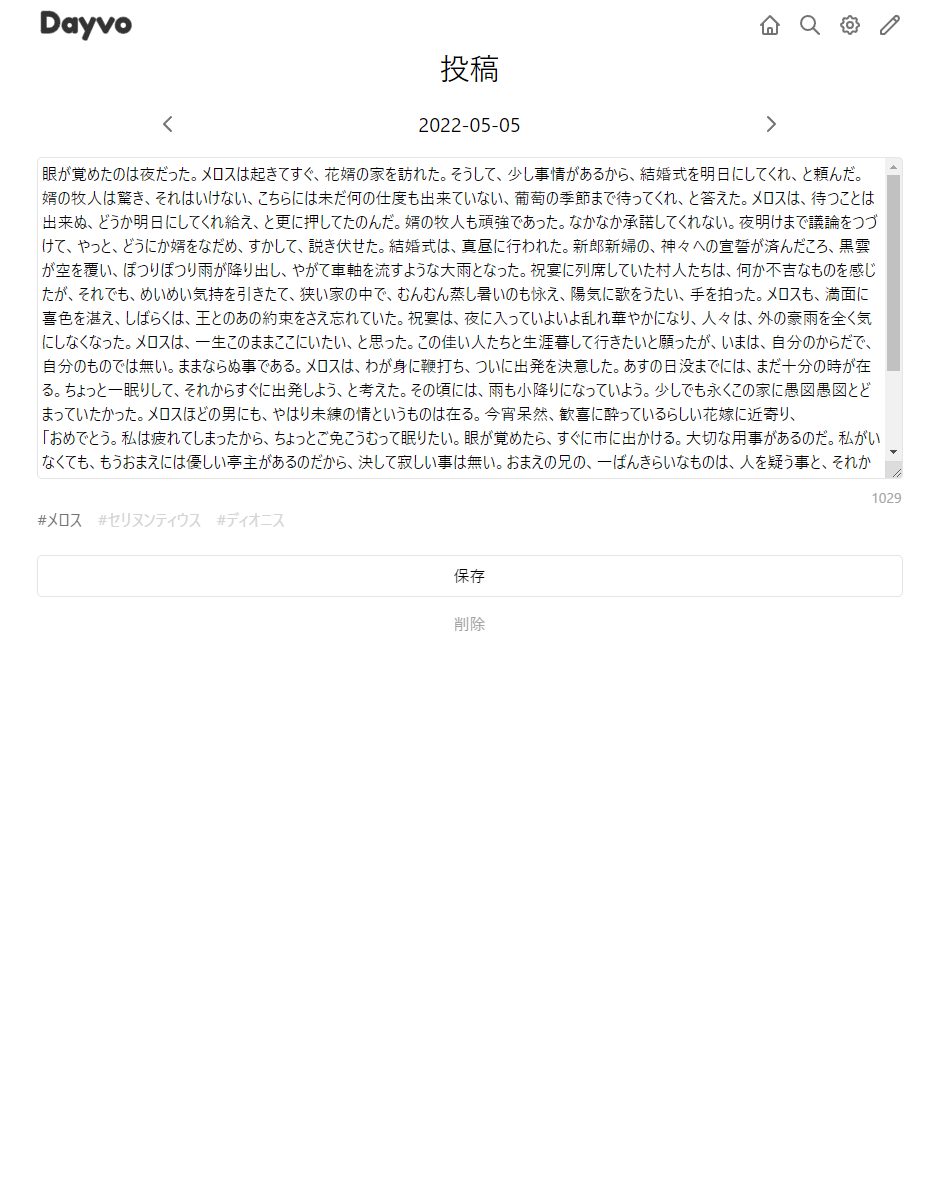 Dayvo
投稿
2022-05-05
眼が覚めたのは夜だった。メロスは起きてすぐ、花婿の家を訪れた。そうして、少し事情があるから、結婚式を明日にしてくれ、と頼んだ。
婿の牧人は驚き、それはいけない、こちらには未だ何の仕度も出来ていない、葡萄の季節まで待ってくれ、と答えた。メロスは、待つことは
出来ぬ、どうか明日にしてくれ給え、と更に押してたのんだ。婿の牧人も頑強であった。なかなか承諾してくれない。夜明けまで議論をつづ
けて、やっと、どうにか婿をなだめ、すかして、説き伏せた。結婚式は、真昼に行われた。新郎新婦の、神々への宣誓が済んだころ、黒雲
が空を覆い、ぽつりぽつり雨が降り出し、やがて車軸を流すような大雨となった。祝宴に列席していた村人たちは、何か不吉なものを感じ
たが、それでも、めいめい気持を引きたて、狭い家の中で、むんむん蒸し暑いのも怺え、陽気に歌をうたい、手を拍った。メロスも、満面に
喜色を湛え、しばらくは、王とのあの約束をさえ忘れていた。祝宴は、夜に入っていよいよ乱れ華やかになり、人々は、外の豪雨を全く気
にしなくなった。メロスは、一生このままここにいたい、と思った。この佳い人たちと生涯暮して行きたいと願ったが、いまは、自分のからだで、
自分のものでは無い。ままならぬ事である。メロスは、わが身に鞭打ち、ついに出発を決意した。あすの日没までには、まだ十分の時が在
る。ちょっと一眠りして、それからすぐに出発しよう、と考えた。その頃には、雨も小降りになっていよう。少しでも永くこの家に愚図愚図とど
まっていたかった。メロスほどの男にも、やはり未練の情というものは在る。今宵呆然、歓喜に酔っているらしい花嫁に近寄り、
「おめでとう。私は疲れてしまったから、ちょっとご免こうむって眠りたい。眼が覚めたら、すぐに市に出かける。大切な用事があるのだ。私がい
なくても、もうおまえには優しい亭主があるのだから、決して寂しい事は無い。おまえの兄の、一ばんきらいなものは、人を疑う事と、それか
1029
#メロス #セリヌンティウス #ディオニス
保存
削除